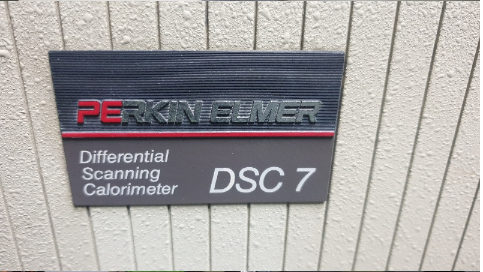 PERKIN ELMER
Differential
Scanning
Calorimeter
DSC 7